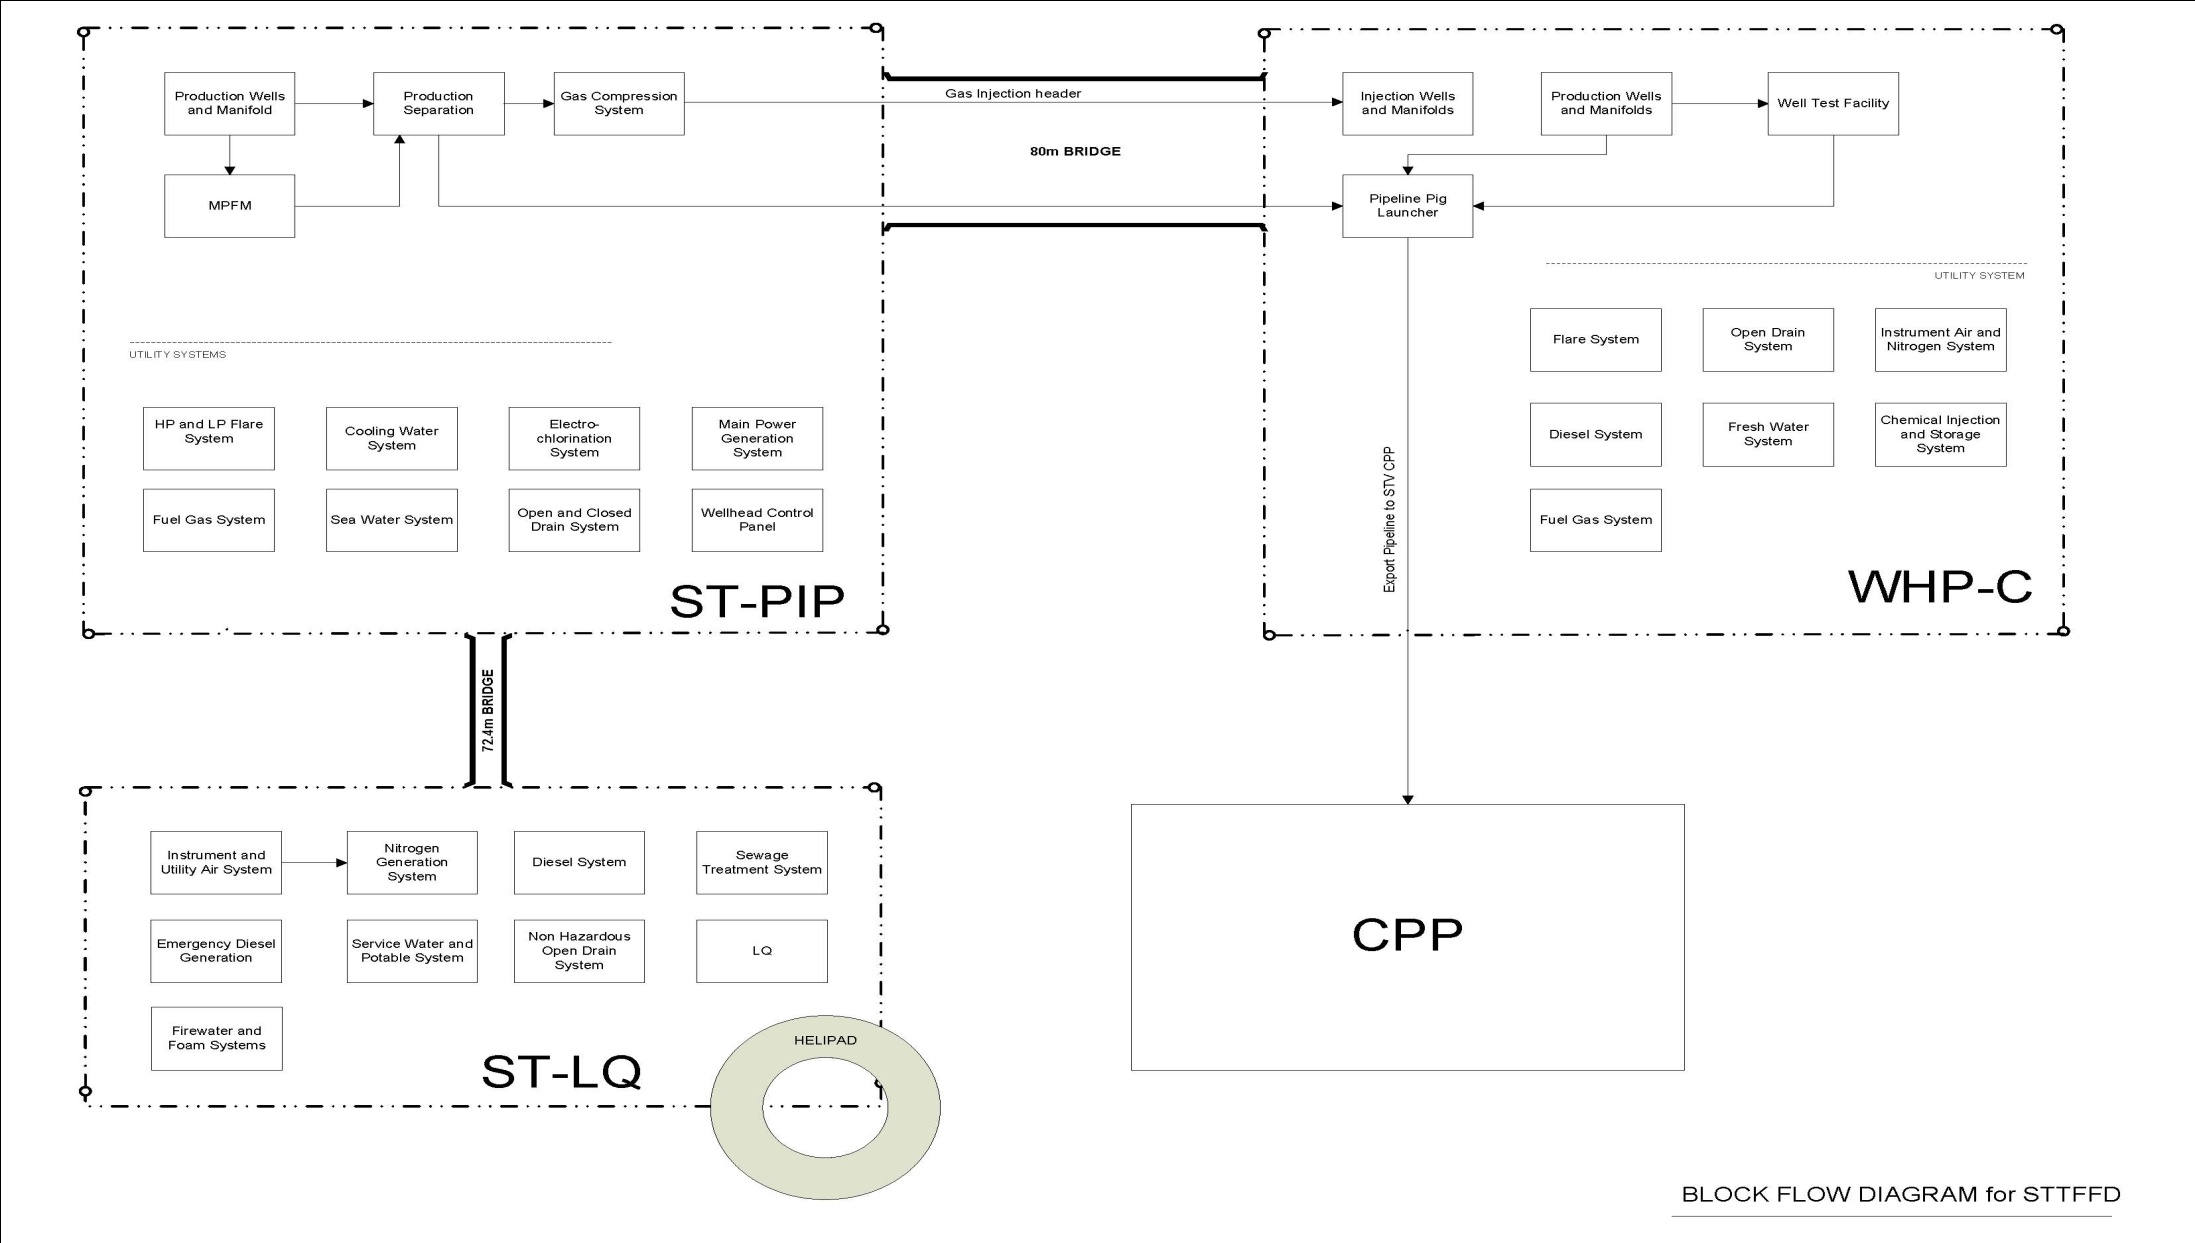 Production Wells
and Manifold
Production
Separation
Gas Compression
System
Gas Injection header
Injection Wells
and Manifolds
Production Wells
and Manifolds
Well Test Facility
80m BRIDGE
MPFM
Pipeline Pig
Launcher
UTILITY SYSTEM
UTILITY SYSTEMS
Flare System
Open Drain
System
Instrument Air and
Nitrogen System
HP and LP Flare
System
Cooling Water
System
Electro-
chlorination
System
Main Power
Generation
System
Diesel System
Fresh Water
System
Chemical Injection
and Storage
System
Fuel Gas System
Sea Water System
Open and Closed
Drain System
Wellhead Control
Panel
Fuel Gas System
Export Pipeline to STV CPP
ST-PIP
WHP-C
72.4m BRIDGE
Instrument and
Utility Air System
Nitrogen
Generation
System
Diesel System
Sewage
Treatment System
Emergency Diesel
Generation
Service Water and
Potable System
Non Hazardous
Open Drain
System
LQ
CPP
Firewater and
Foam Systems
ST-LQ
HELIPAD
BLOCK FLOW DIAGRAM for STTFFD